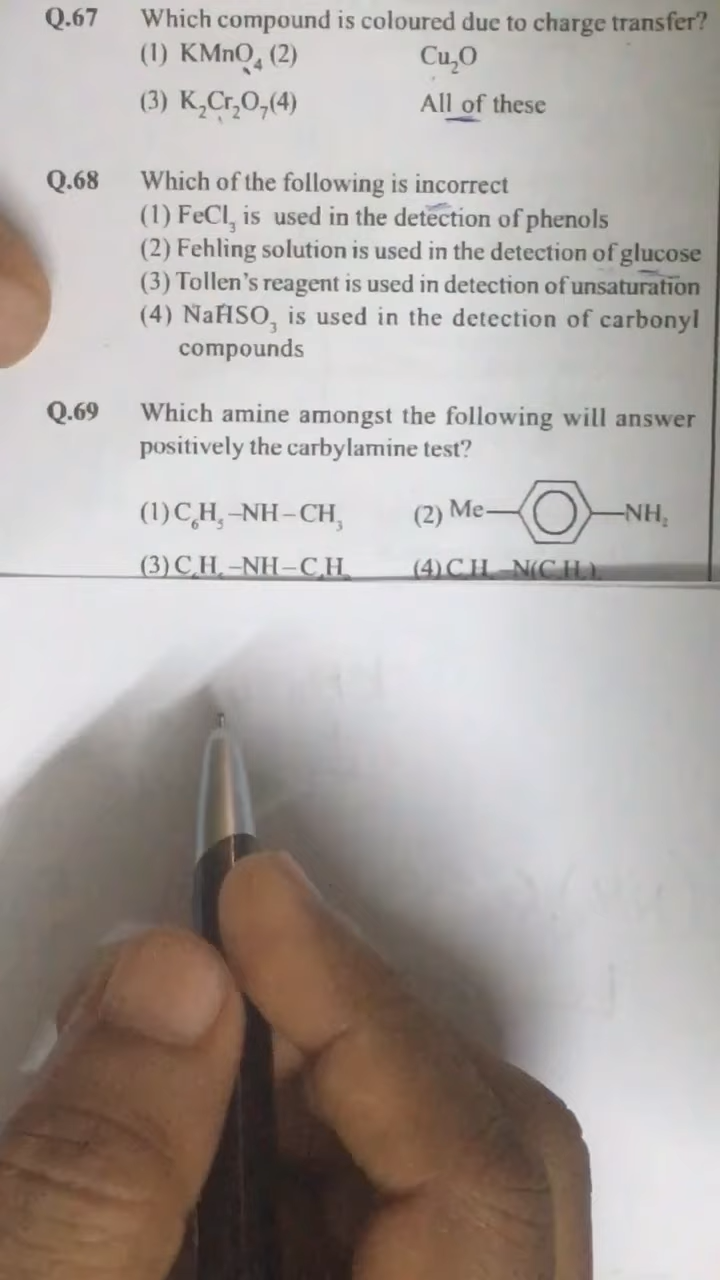 Q.67 Which compound is coloured due to charge transfer?
(1) KMnO₄ (2) Cu₂O
(3) K₂Cr₂O₇(4) All of these
Q.68 Which of the following is incorrect
(1) FeCl₃ is used in the detection of phenols
(2) Fehling solution is used in the detection of glucose
(3) Tollen's reagent is used in detection of unsaturation
(4) NaHSO₃ is used in the detection of carbonyl
compounds
Q.69 Which amine amongst the following will answer
positively the carbylamine test?
(1) C₆H₅–NH–CH₃ (2) Me– –NH₂
(3) –NH– (4)